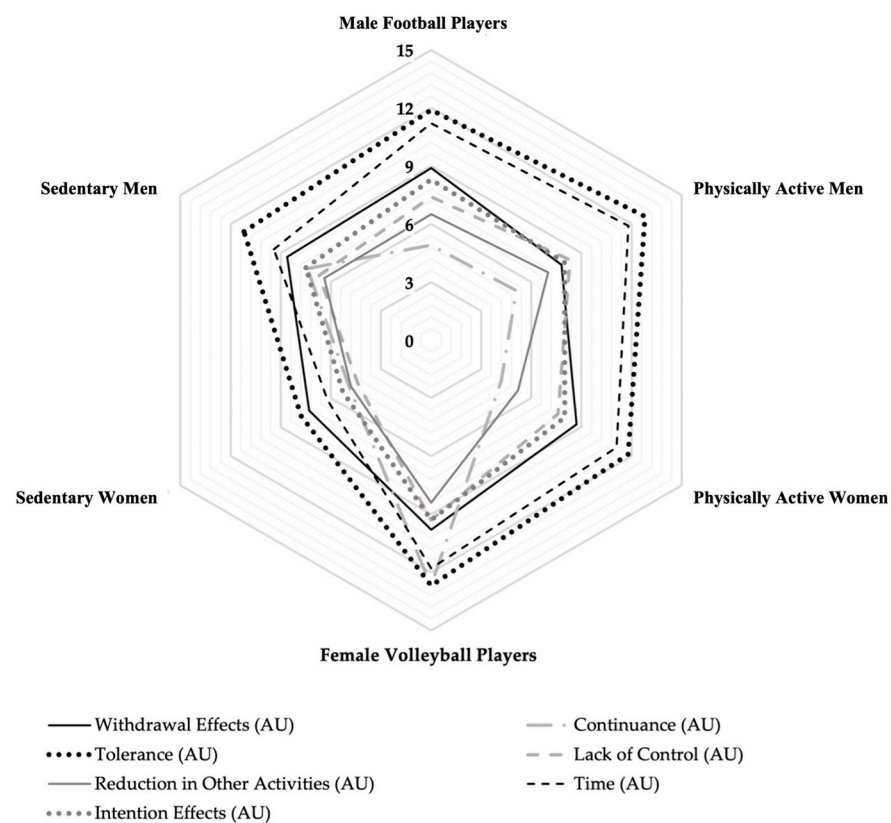 Male Football Players
15
12
9
6
3
0
Sedentary Men
Physically Active Men
Sedentary Women
Physically Active Women
Female Volleyball Players
Withdrawal Effects (AU)
Continuance (AU)
Tolerance (AU)
Lack of Control (AU)
Reduction in Other Activities (AU)
Time (AU)
Intention Effects (AU)